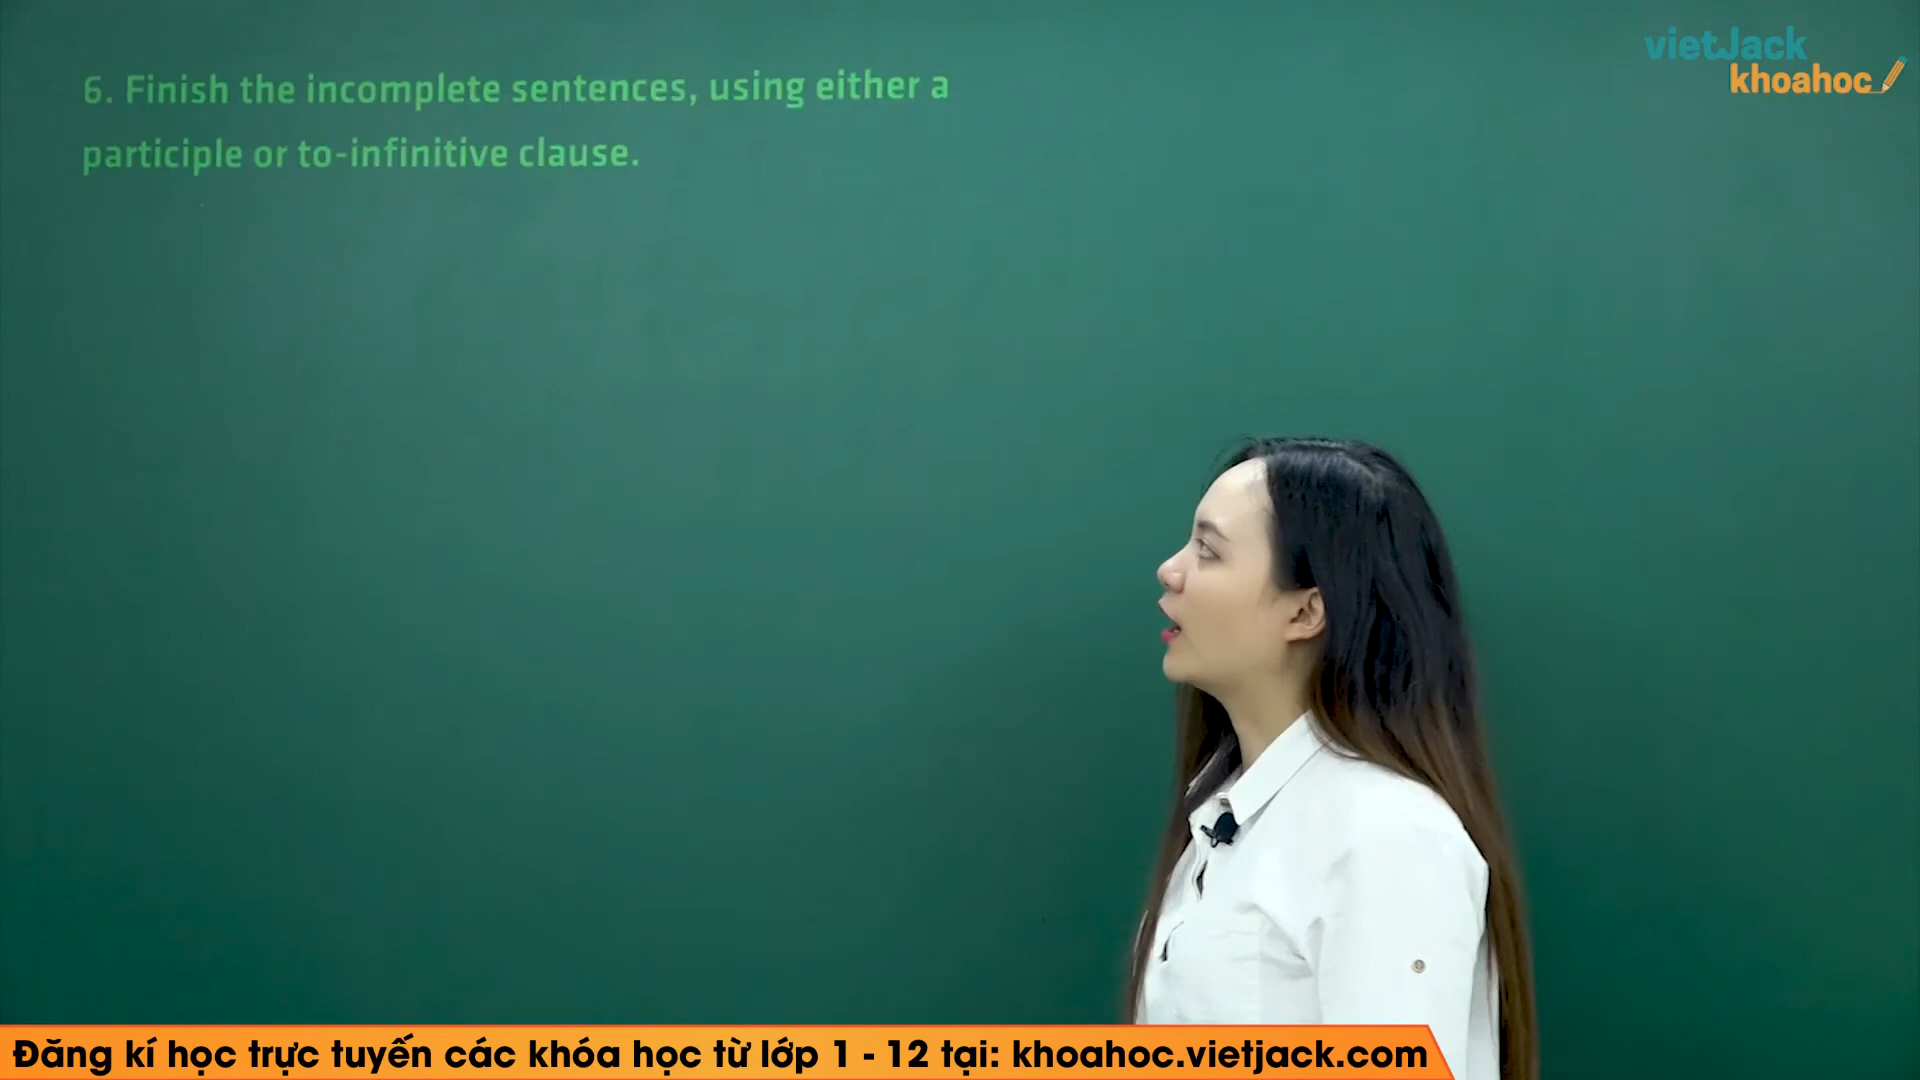 vietJack
khoahoc
6. Finish the incomplete sentences, using either a
participle or to-infinitive clause.
Đăng kí học trực tuyến các khóa học từ lớp 1 - 12 tại: khoahoc.vietjack.com